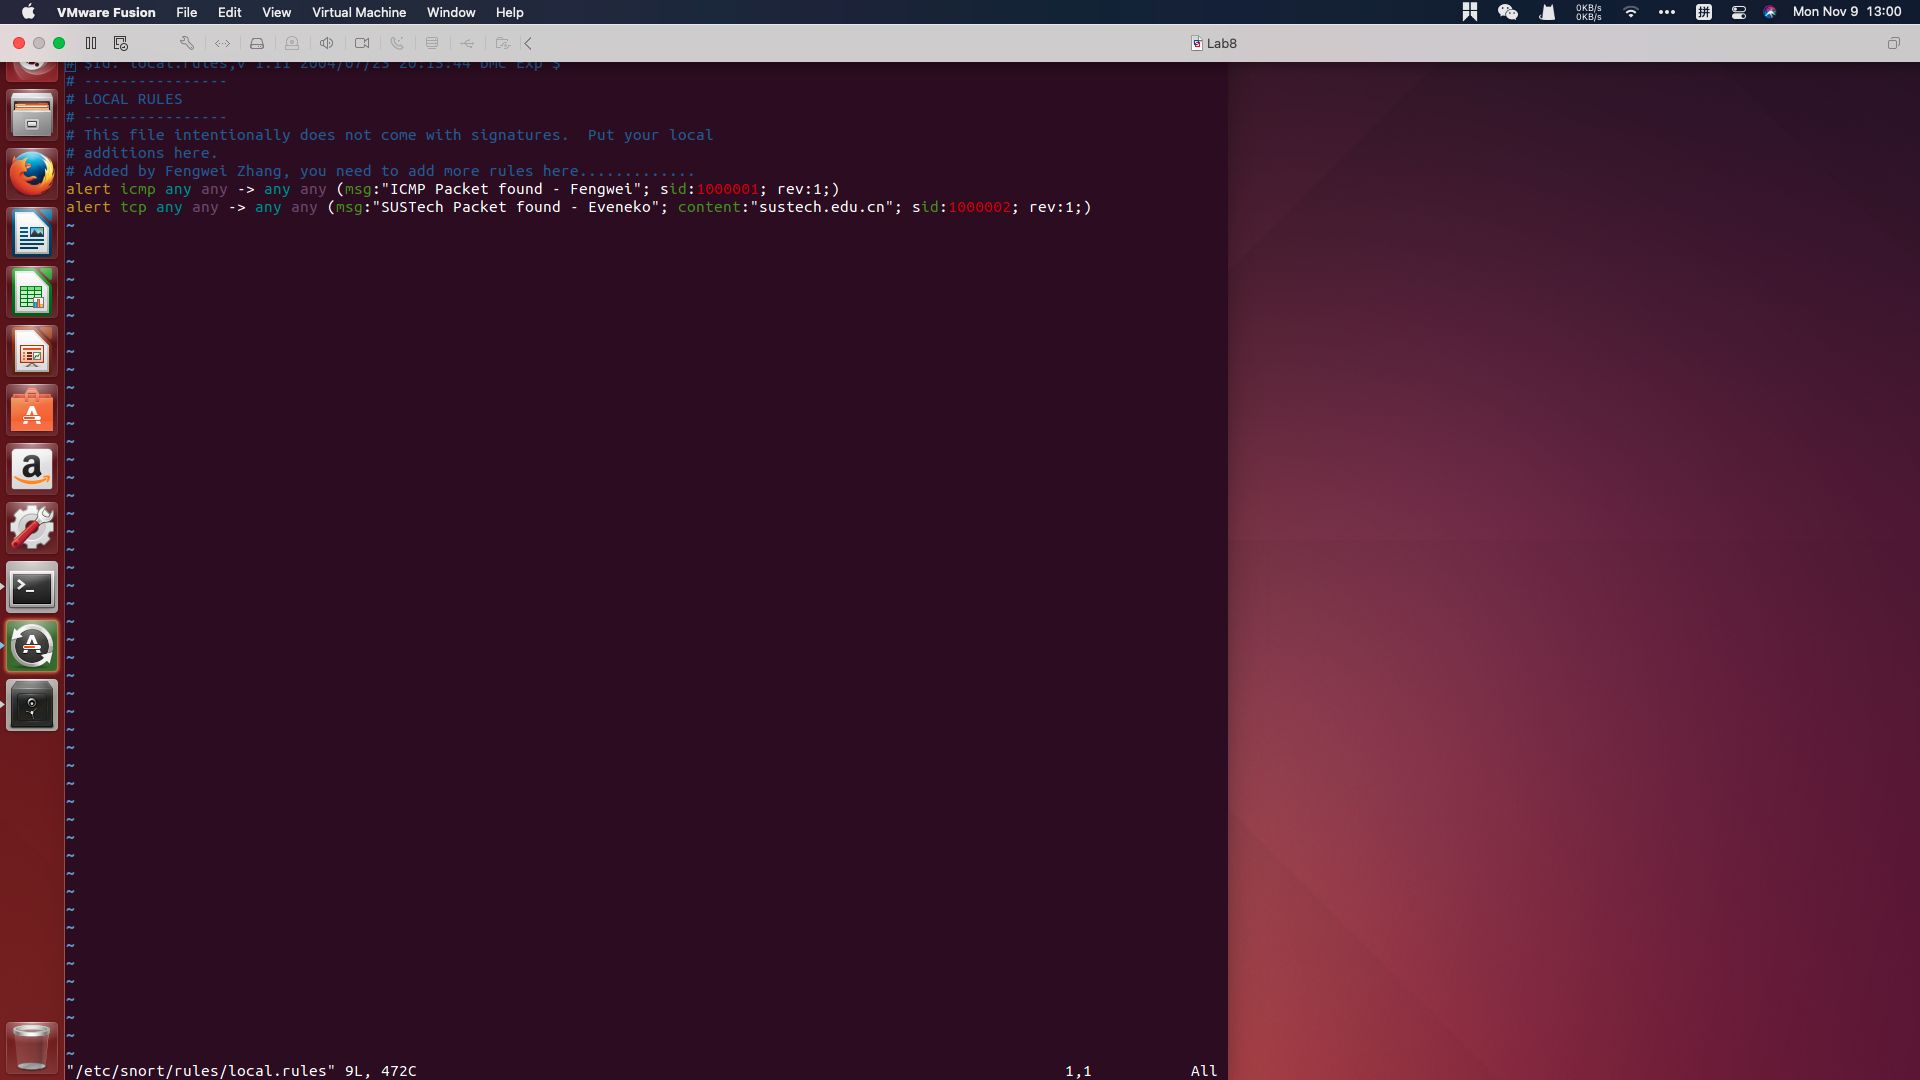 VMware Fusion File Edit View Virtual Machine Window Help 0KB/s 0KB/s 拼 Mon Nov 9 13:00
Lab8
# $Id: local.rules,v 1.11 2004/07/23 20:15:44 bmc Exp $
# ----------------
# LOCAL RULES
# ----------------
# This file intentionally does not come with signatures.  Put your local
# additions here.
# Added by Fengwei Zhang, you need to add more rules here.............
alert icmp any any -> any any (msg:"ICMP Packet found - Fengwei"; sid:1000001; rev:1;)
alert tcp any any -> any any (msg:"SUSTech Packet found - Eveneko"; content:"sustech.edu.cn"; sid:1000002; rev:1;)
"/etc/snort/rules/local.rules" 9L, 472C 1,1 All